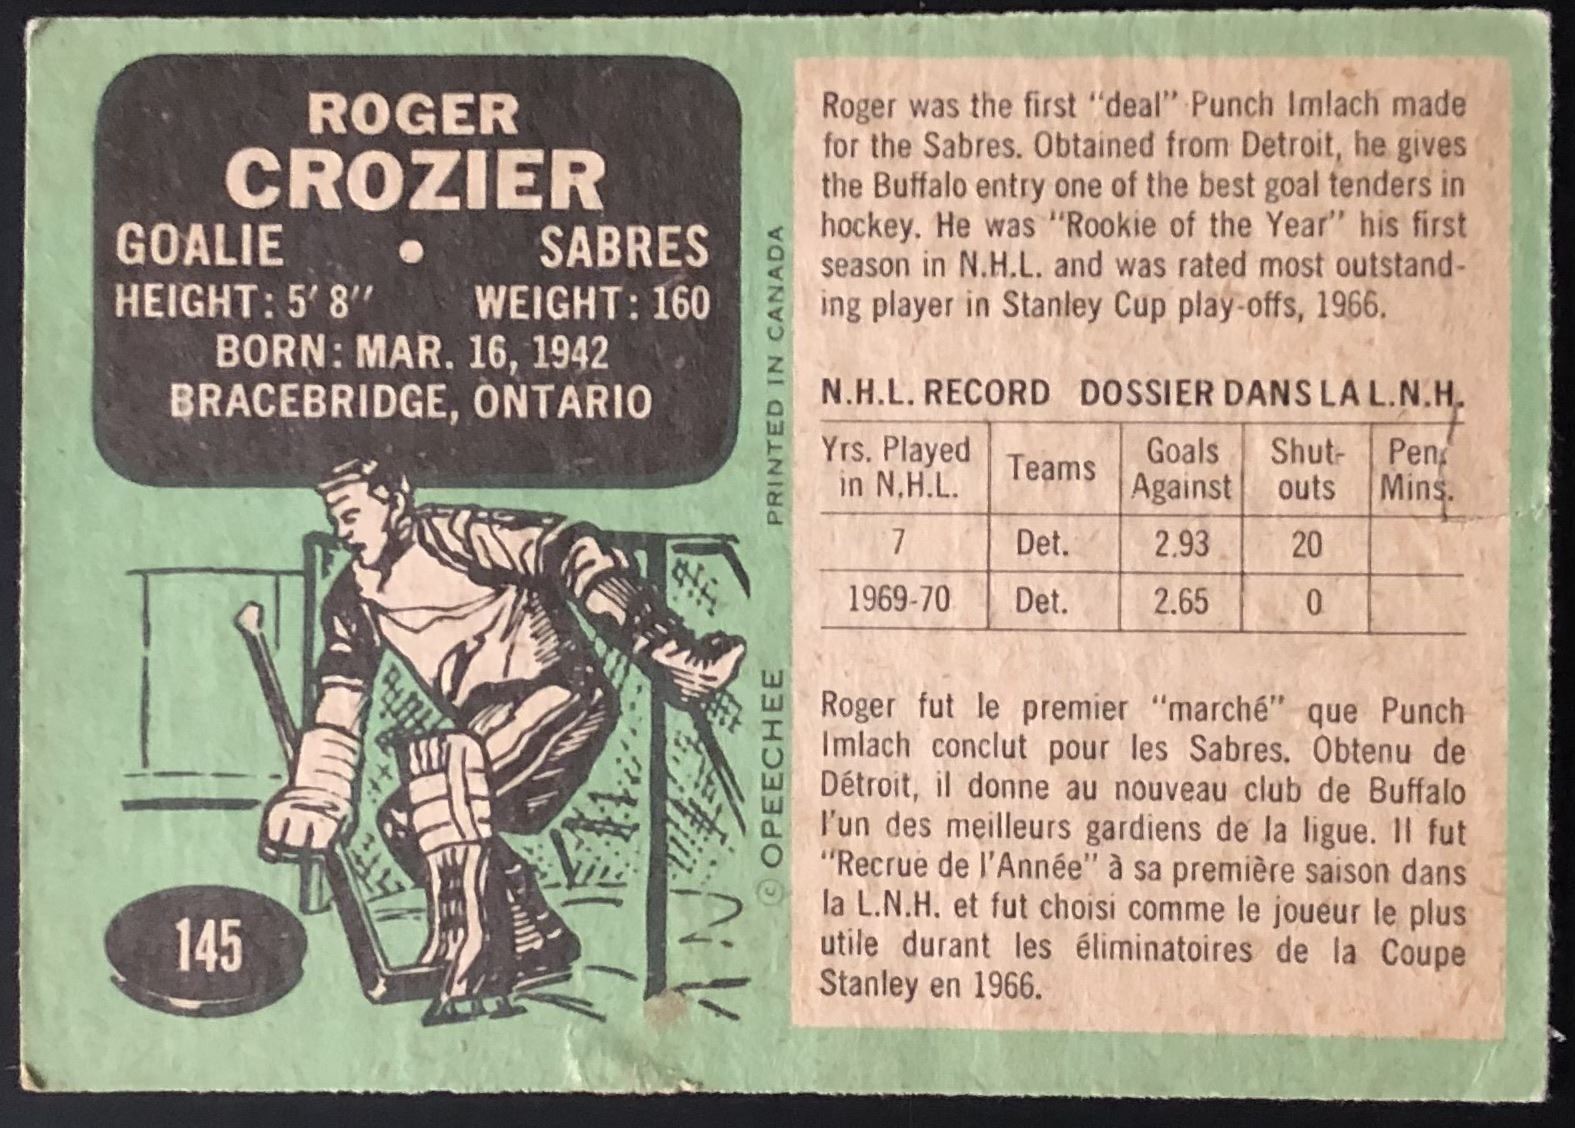 ROGER
CROZIER
GOALIE • SABRES
HEIGHT: 5' 8" WEIGHT: 160
BORN: MAR. 16, 1942
BRACEBRIDGE, ONTARIO
145
© OPEECHEE PRINTED IN CANADA
Roger was the first "deal" Punch Imlach made
for the Sabres. Obtained from Detroit, he gives
the Buffalo entry one of the best goal tenders in
hockey. He was "Rookie of the Year" his first
season in N.H.L. and was rated most outstand-
ing player in Stanley Cup play-offs, 1966.
N.H.L. RECORD DOSSIER DANS LA L.N.H.
Yrs. Played in N.H.L. Teams Goals Against Shut-outs Pen. Mins.
7 Det. 2.93 20
1969-70 Det. 2.65 0
Roger fut le premier "marché" que Punch
Imlach conclut pour les Sabres. Obtenu de
Détroit, il donne au nouveau club de Buffalo
l'un des meilleurs gardiens de la ligue. Il fut
"Recrue de l'Année" à sa première saison dans
la L.N.H. et fut choisi comme le joueur le plus
utile durant les éliminatoires de la Coupe
Stanley en 1966.